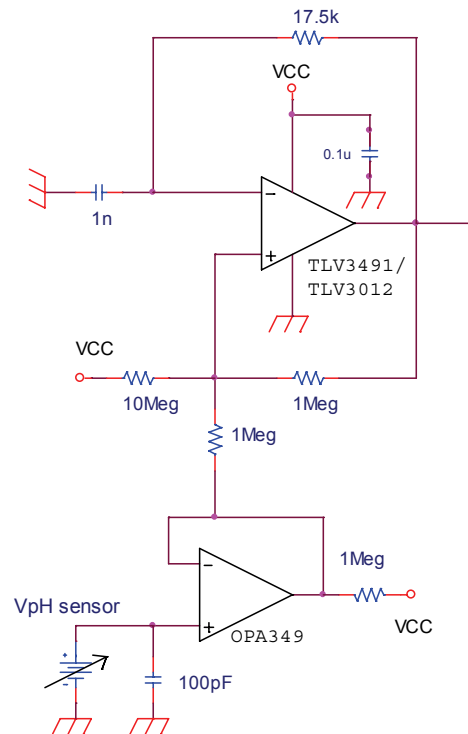 17.5k
VCC
0.1u
1n
-
+
TLV3491/
TLV3012
VCC
10Meg
1Meg
1Meg
1Meg
-
+
OPA349
VCC
VpH sensor
+
-
100pF